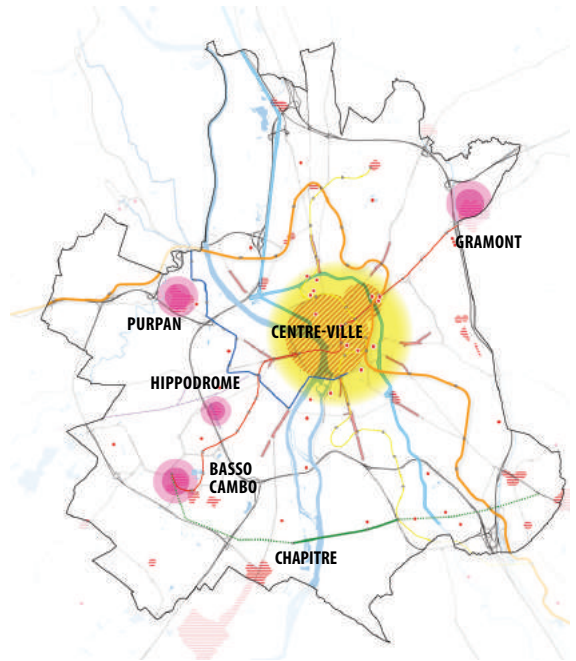 GRAMONT
PURPAN
CENTRE-VILLE
HIPPODROME
BASSO
CAMBO
CHAPITRE